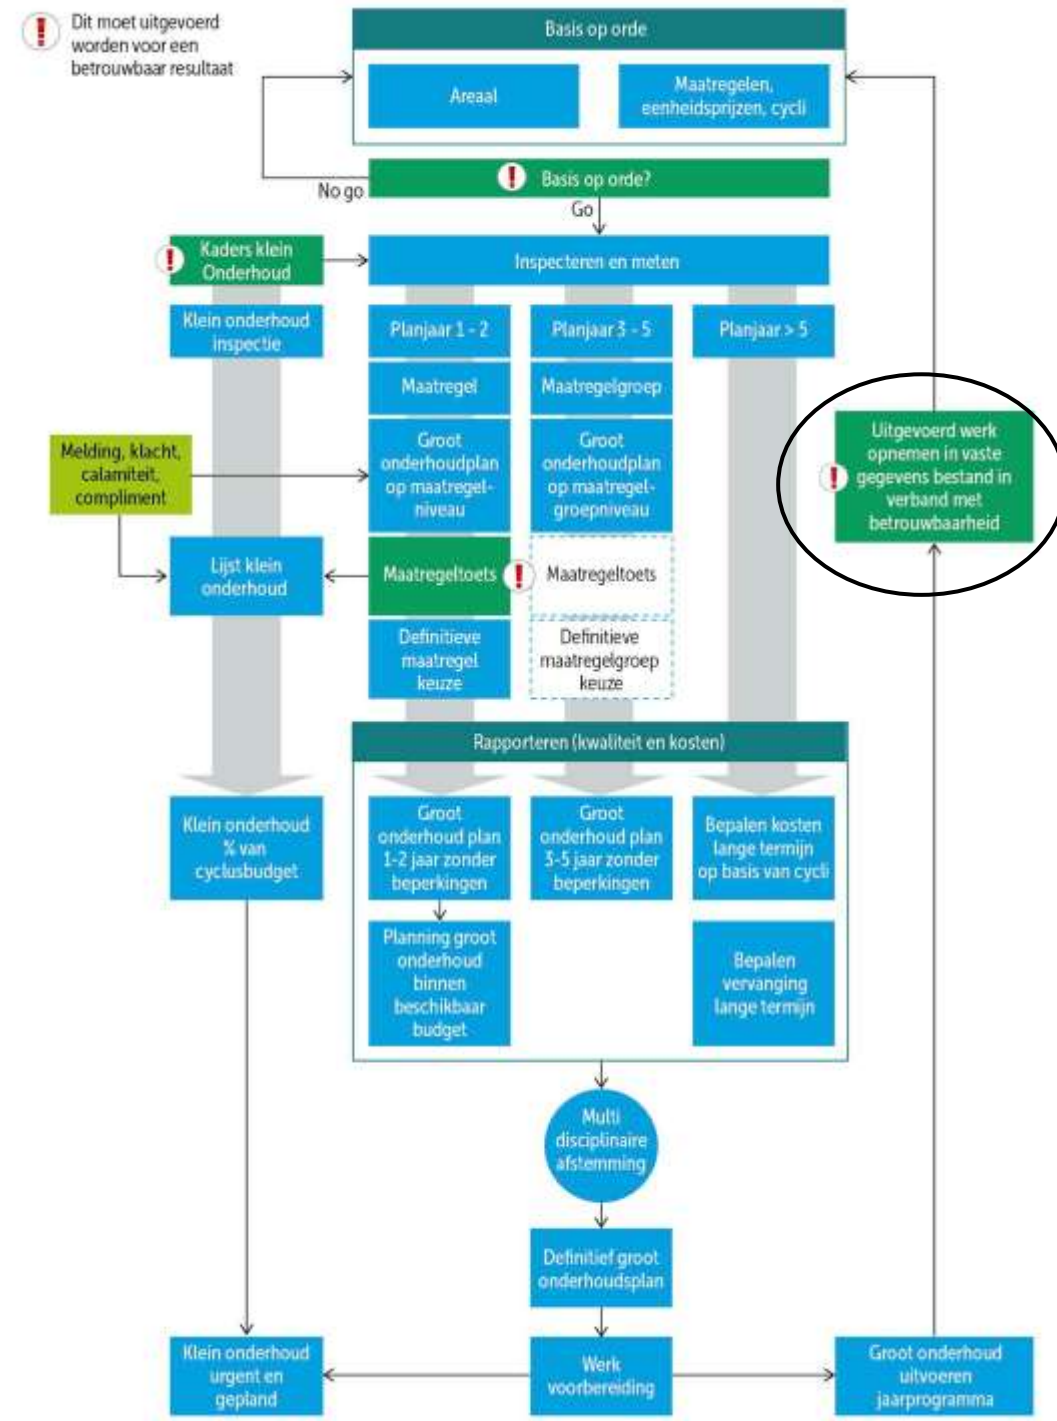 Dit moet uitgevoerd
worden voor een
betrouwbaar resultaat
Basis op orde
Areaal
Maatregelen,
eenheidsprijzen, cycli
No go
Basis op orde?
Go
Kaders klein
Onderhoud
Inspecteren en meten
Klein onderhoud
inspectie
Planjaar 1 - 2
Planjaar 3 - 5
Planjaar > 5
Maatregel
Maatregelgroep
Melding, klacht,
calamiteit,
compliment
Groot
onderhoudplan
op maatregel-
niveau
Groot
onderhoudplan
op maatregel-
groepniveau
Uitgevoerd werk
opnemen in vaste
gegevens bestand in
verband met
betrouwbaarheid
Lijst klein
onderhoud
Maatregeltoets
Maatregeltoets
Definitieve
maatregel
keuze
Definitieve
maatregelgroep
keuze
Rapporteren (kwaliteit en kosten)
Klein onderhoud
% van
cyclusbudget
Groot
onderhoud plan
1-2 jaar zonder
beperkingen
Groot
onderhoud plan
3-5 jaar zonder
beperkingen
Bepalen kosten
lange termijn
op basis van cycli
Planning groot
onderhoud
binnen
beschikbaar
budget
Bepalen
vervanging
lange termijn
Multi
disciplinaire
afstemming
Definitief groot
onderhoudsplan
Klein onderhoud
urgent en
gepland
Werk
voorbereiding
Groot onderhoud
uitvoeren
jaarprogramma